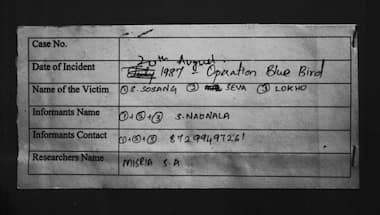 Case No.
20th August.
Date of Incident 1987 - Operation Blue Bird
Name of the Victim ① S. SOSANG ② SEVA ③ LOKHO
Informants Name ①+②+③ S. NAONALA
Informants Contact ①+②+③ 87299497261
Researchers Name MISRIA S.A